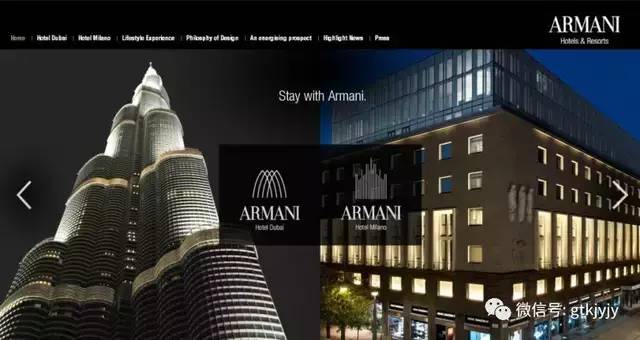 ARMANI
Hotels & Resorts
Home | Hotel Dubai | Hotel Milano | Lifestyle Experience | Philosphy of Design | An energising prospect | Highlight News | Press
Stay with Armani.
ARMANI
Hotel Dubai
ARMANI
Hotel Milano
微信号: gtkjyjy